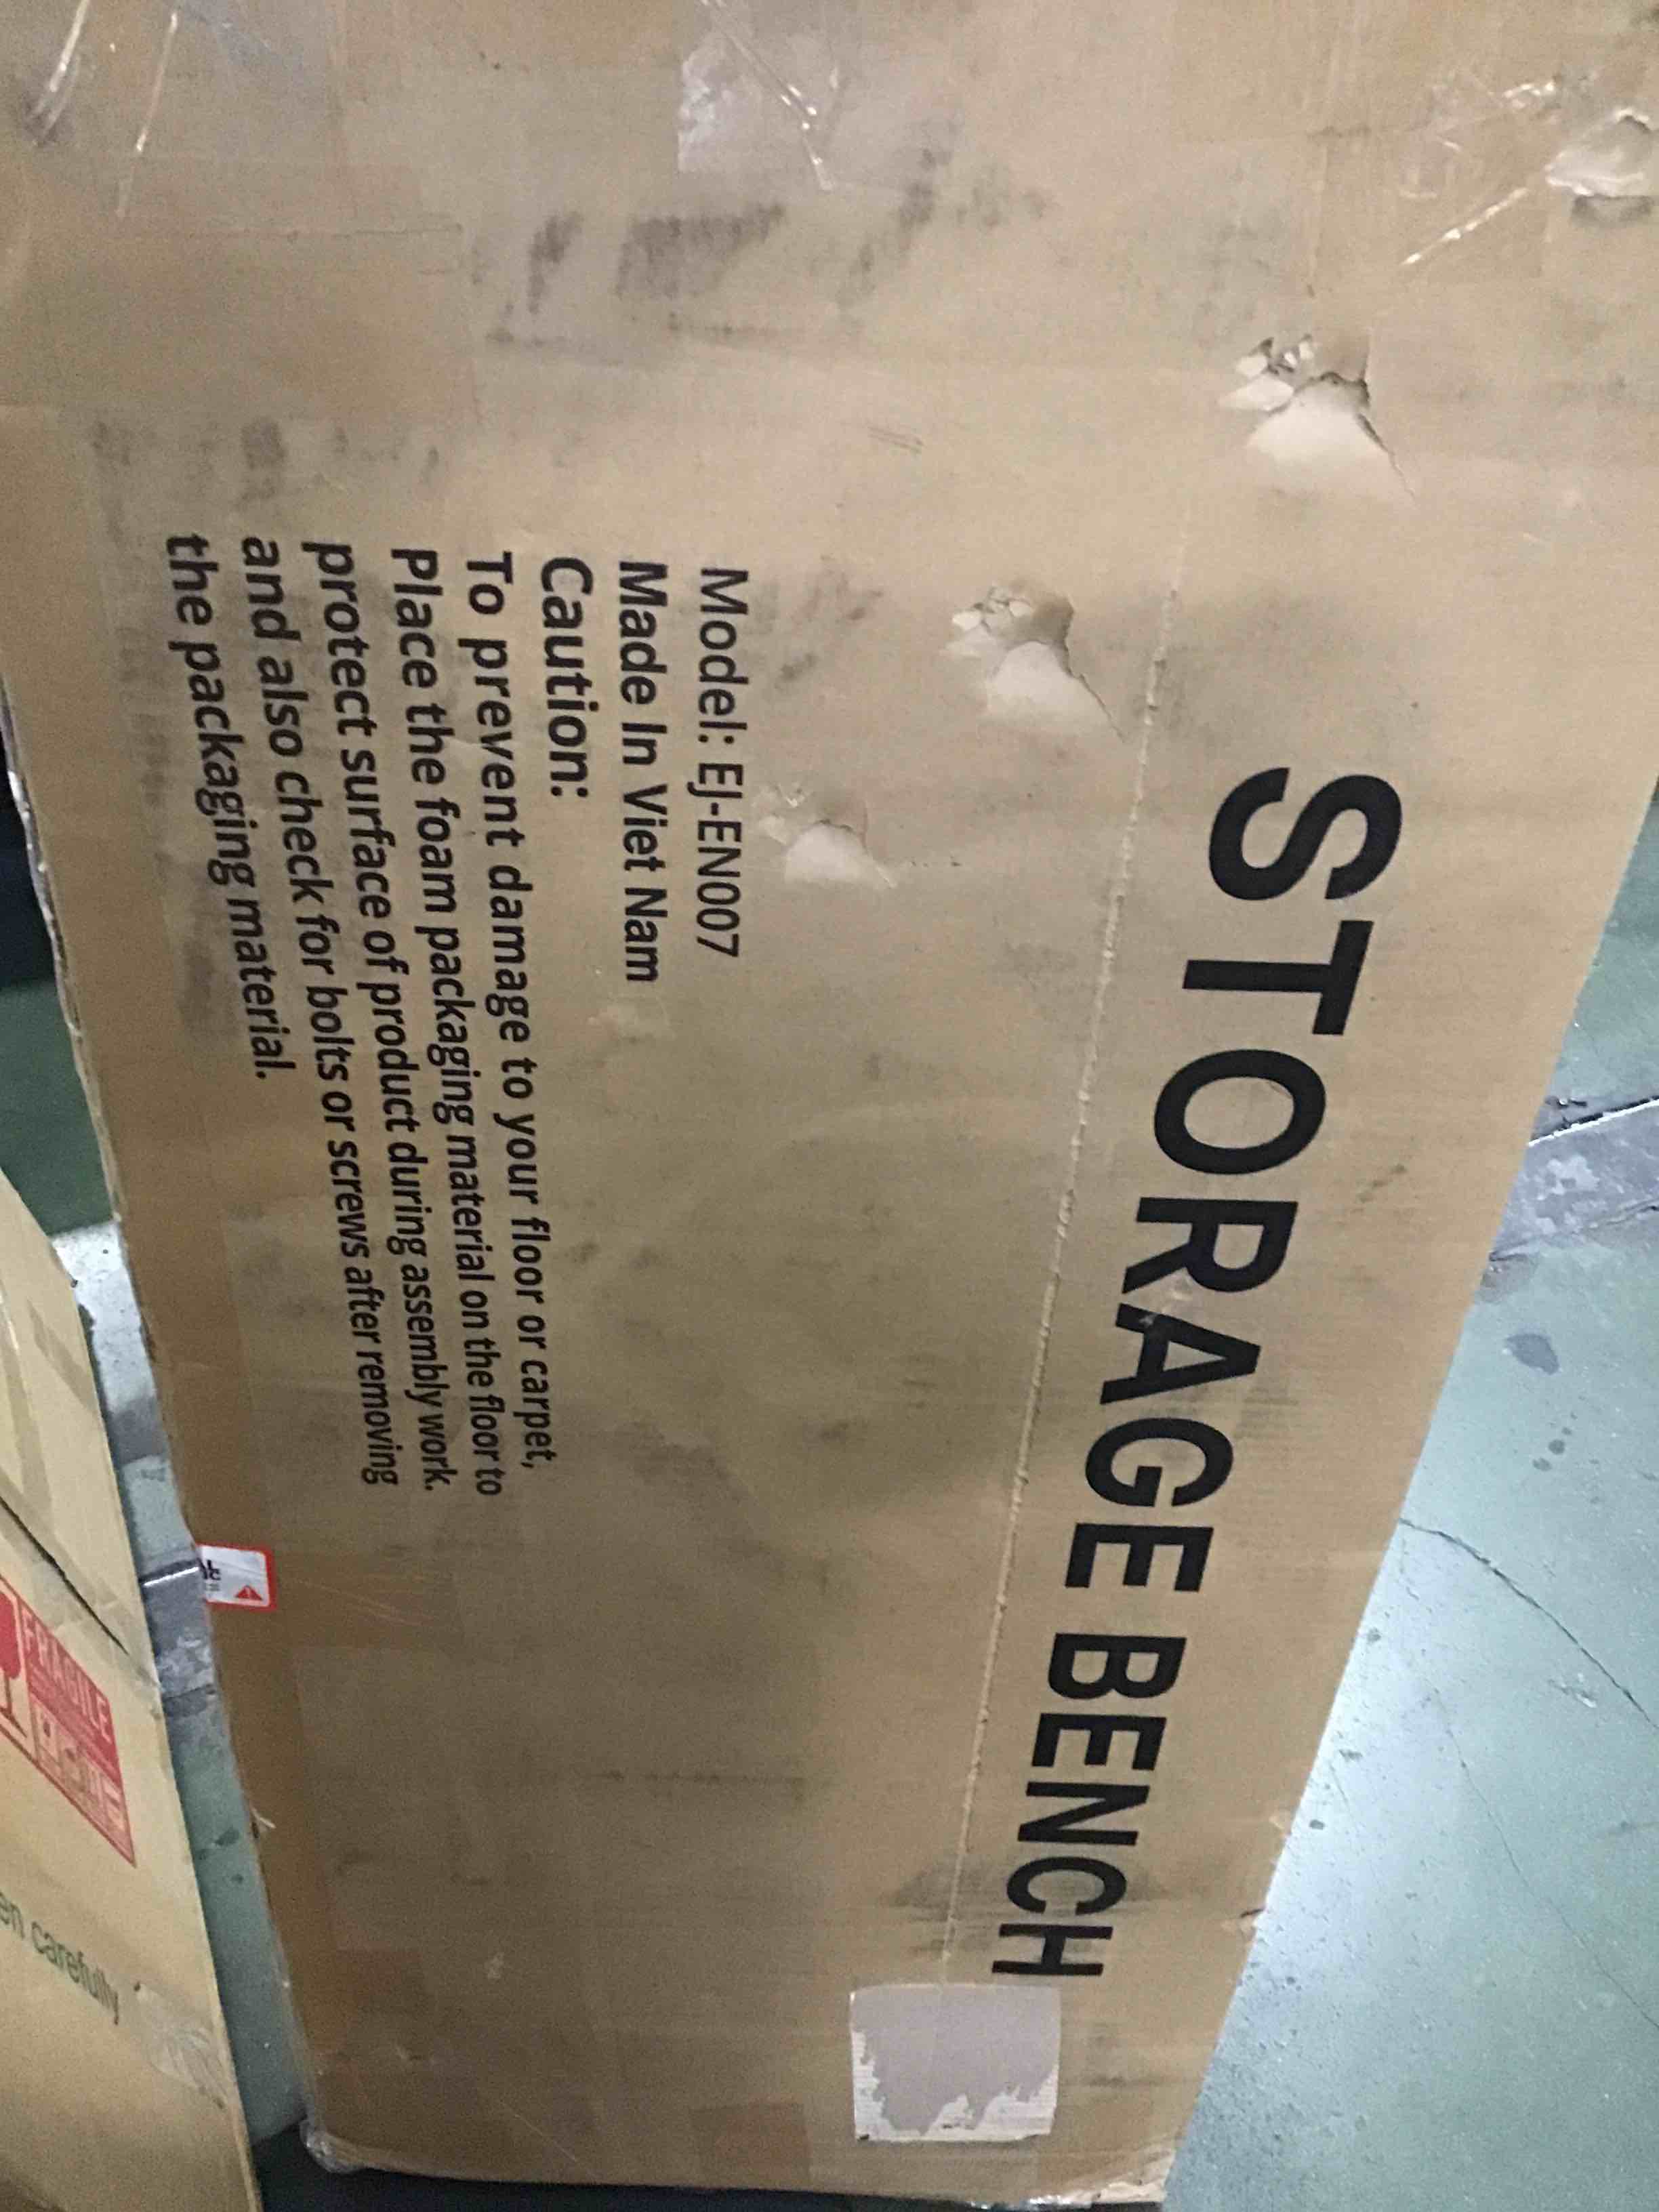 STORAGE BENCH
Model: EJ-EN007
Made In Viet Nam
Caution:
To prevent damage to your floor or carpet,
Place the foam packaging material on the floor to
protect surface of product during assembly work.
and also check for bolts or screws after removing
the packaging material.
FRAGILE
carefully